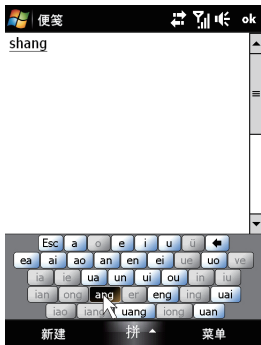 便笺 ok
shang
Esc a o e i u ü
ea ai ao an en ei ue uo ve
ia ie ua un ui ou in iu
ian ong ang er eng ing uai
iao iang uang iong uan
新建 拼 菜单